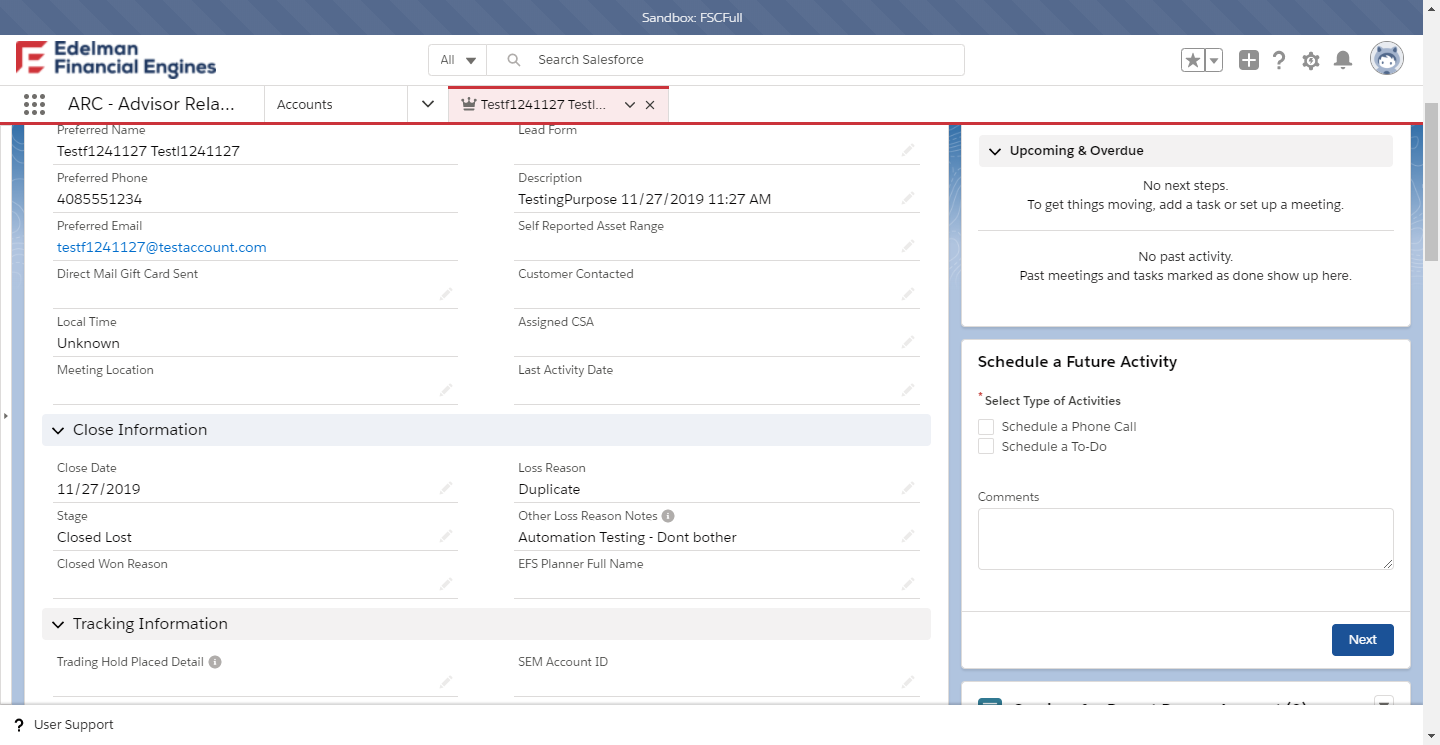 Sandbox: FSCFull
Edelman
Financial Engines
All
Search Salesforce
ARC - Advisor Rela...
Accounts
Testf1241127 Testl...
Preferred Name
Testf1241127 Testl1241127
Lead Form
Preferred Phone
4085551234
Description
TestingPurpose 11/27/2019 11:27 AM
Preferred Email
testf1241127@testaccount.com
Self Reported Asset Range
Direct Mail Gift Card Sent
Customer Contacted
Local Time
Unknown
Assigned CSA
Meeting Location
Last Activity Date
Close Information
Close Date
11/27/2019
Loss Reason
Duplicate
Stage
Closed Lost
Other Loss Reason Notes
Automation Testing - Dont bother
Closed Won Reason
EFS Planner Full Name
Tracking Information
Trading Hold Placed Detail
SEM Account ID
Upcoming & Overdue
No next steps.
To get things moving, add a task or set up a meeting.
No past activity.
Past meetings and tasks marked as done show up here.
Schedule a Future Activity
*Select Type of Activities
Schedule a Phone Call
Schedule a To-Do
Comments
Next
? User Support